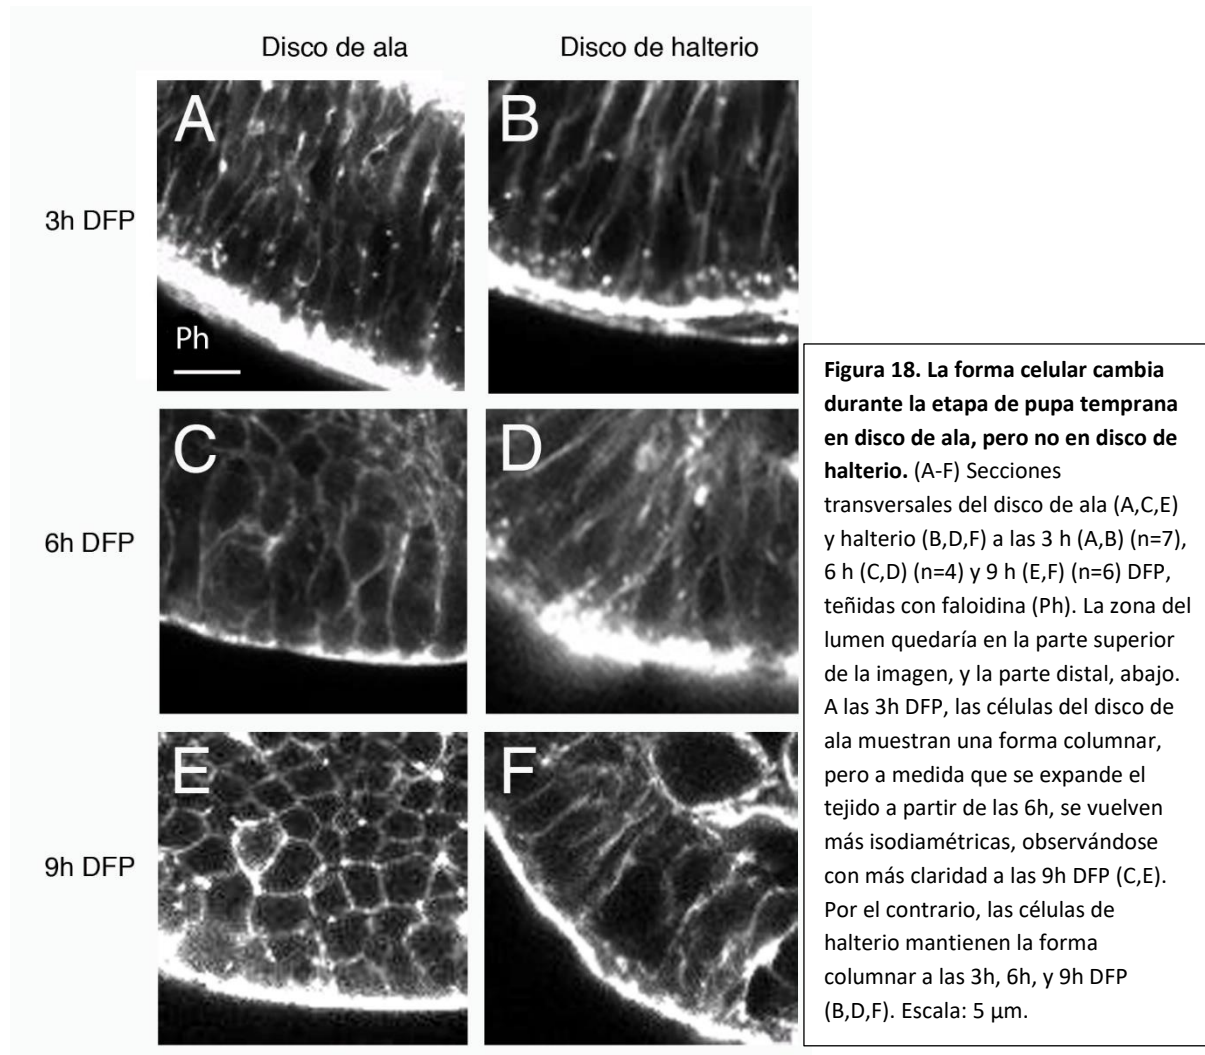 Disco de ala
Disco de halterio
A
B
3h DFP
Ph
C
D
6h DFP
E
F
9h DFP
Figura 18. La forma celular cambia
durante la etapa de pupa temprana
en disco de ala, pero no en disco de
halterio. (A-F) Secciones
transversales del disco de ala (A,C,E)
y halterio (B,D,F) a las 3 h (A,B) (n=7),
6 h (C,D) (n=4) y 9 h (E,F) (n=6) DFP,
teñidas con faloidina (Ph). La zona del
lumen quedaría en la parte superior
de la imagen, y la parte distal, abajo.
A las 3h DFP, las células del disco de
ala muestran una forma columnar,
pero a medida que se expande el
tejido a partir de las 6h, se vuelven
más isodiamétricas, observándose
con más claridad a las 9h DFP (C,E).
Por el contrario, las células de
halterio mantienen la forma
columnar a las 3h, 6h, y 9h DFP
(B,D,F). Escala: 5 μm.